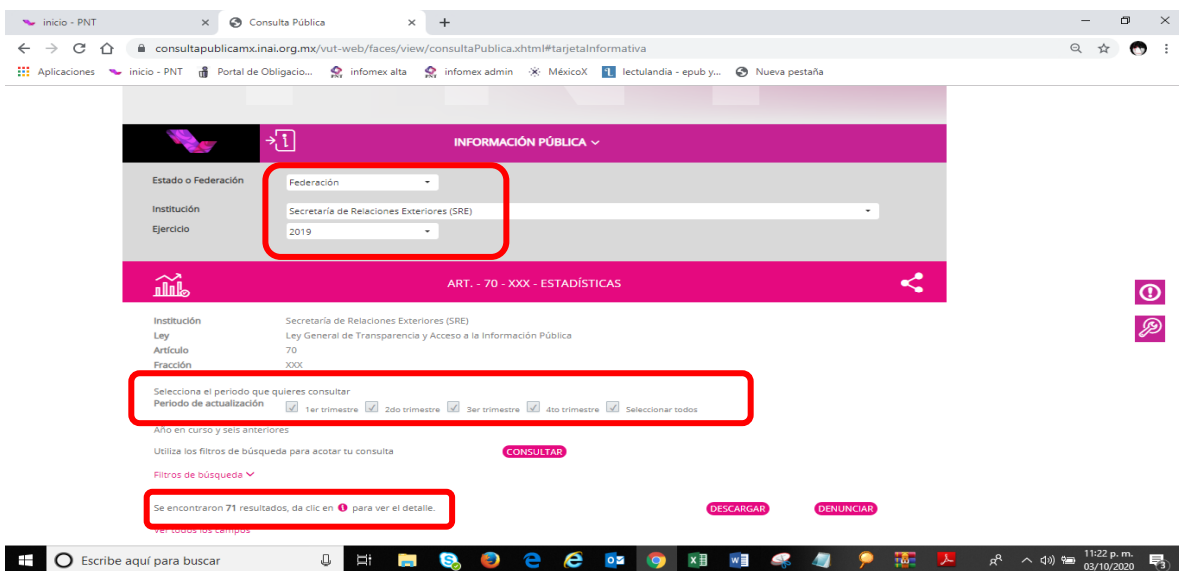 inicio - PNT
Consulta Pública
consultapublicamx.inai.org.mx/vut-web/faces/view/consultaPublica.xhtml#tarjetaInformativa
Aplicaciones inicio - PNT Portal de Obligacio... infomex alta infomex admin MéxicoX lectulandia - epub y... Nueva pestaña
INFORMACIÓN PÚBLICA
Estado o Federación Federación
Institución Secretaría de Relaciones Exteriores (SRE)
Ejercicio 2019
ART. - 70 - XXX - ESTADÍSTICAS
Institución Secretaría de Relaciones Exteriores (SRE)
Ley Ley General de Transparencia y Acceso a la Información Pública
Artículo 70
Fracción XXX
Selecciona el periodo que quieres consultar
Periodo de actualización 1er trimestre 2do trimestre 3er trimestre 4to trimestre Seleccionar todos
Año en curso y seis anteriores
Utiliza los filtros de búsqueda para acotar tu consulta CONSULTAR
Filtros de búsqueda
Se encontraron 71 resultados, da clic en para ver el detalle. DESCARGAR DENUNCIAR
Ver todos los campos
Escribe aquí para buscar
11:22 p. m.
03/10/2020